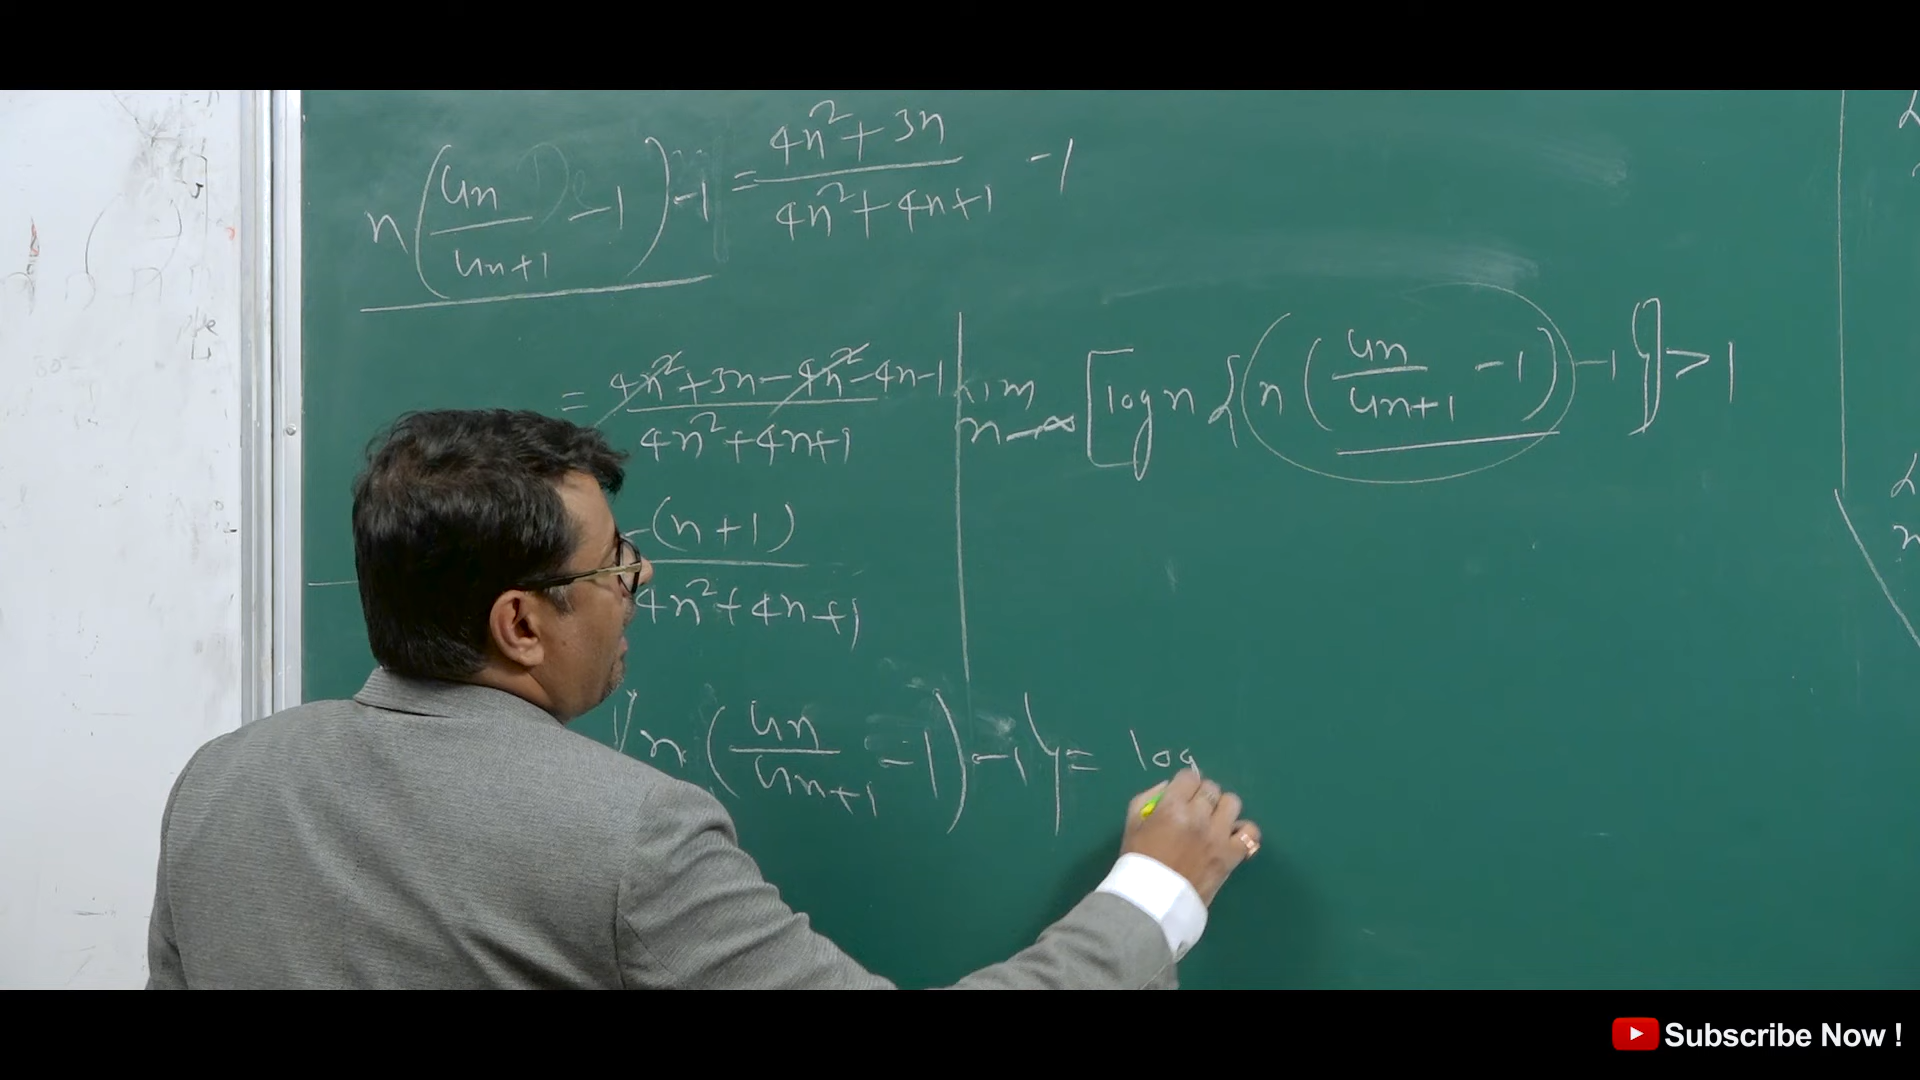 n(un/un+1 -1)-1 = 4n²+3n/4n²+4n+1 -1
= 4n²+3n-4n²-4n-1/4n²+4n+1
-(n+1)/4n²+4n+1
lim n→∞ [log n {n(un/un+1 -1)-1}] > 1
n(un/un+1 -1)-1} = log
Subscribe Now !